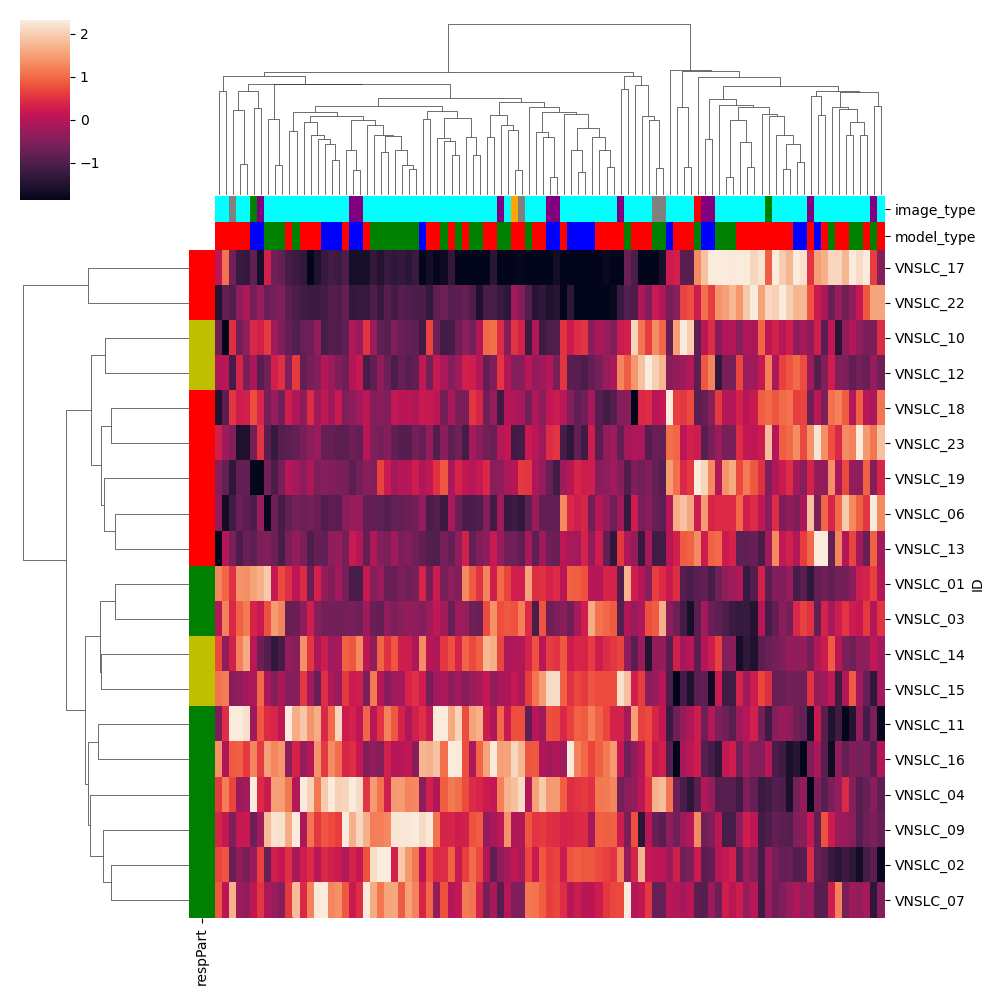 2
1
0
−1
image_type
model_type
VNSLC_17
VNSLC_22
VNSLC_10
VNSLC_12
VNSLC_18
VNSLC_23
VNSLC_19
VNSLC_06
VNSLC_13
VNSLC_01
VNSLC_03
VNSLC_14
VNSLC_15
VNSLC_11
VNSLC_16
VNSLC_04
VNSLC_09
VNSLC_02
VNSLC_07
ID
respPart